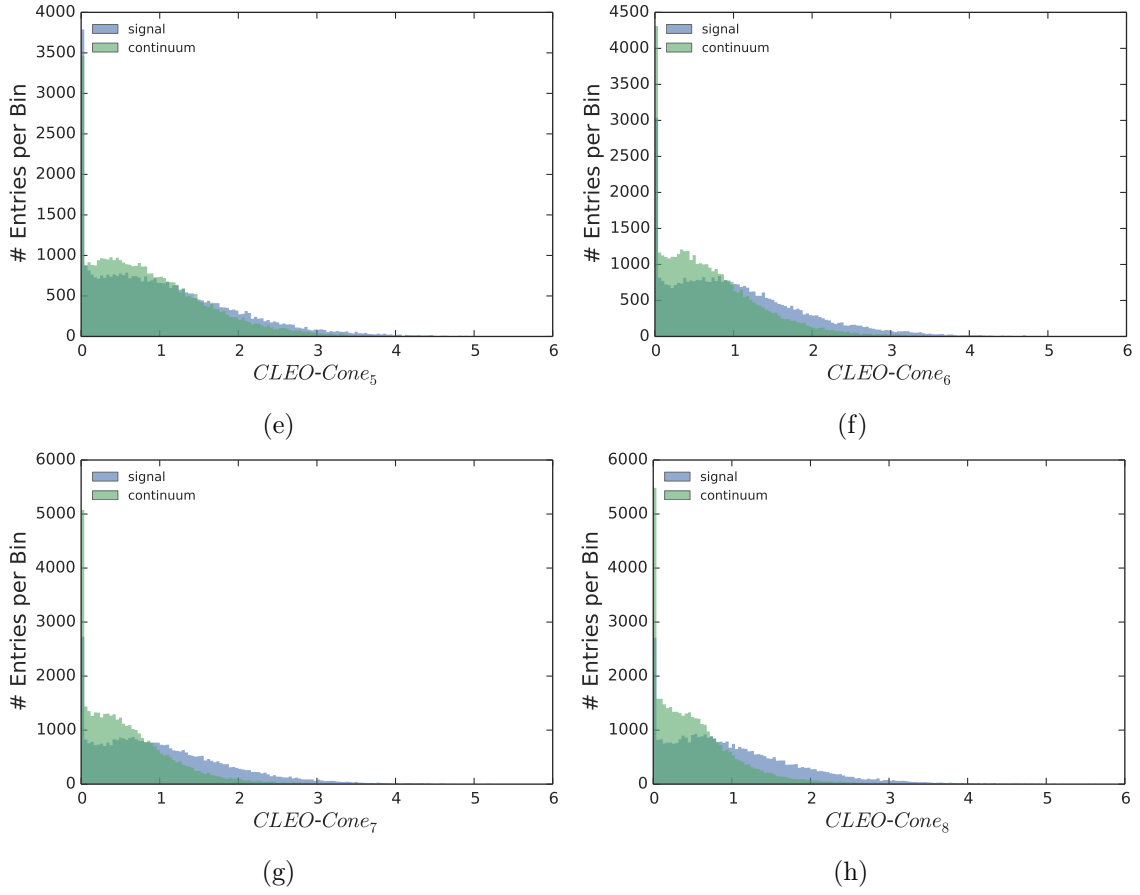 4000
3500
3000
2500
2000
1500
1000
500
0
# Entries per Bin
signal
continuum
0 1 2 3 4 5 6
CLEO-Cone5
(e)
4500
4000
3500
3000
2500
2000
1500
1000
500
0
# Entries per Bin
signal
continuum
0 1 2 3 4 5 6
CLEO-Cone6
(f)
6000
5000
4000
3000
2000
1000
0
# Entries per Bin
signal
continuum
0 1 2 3 4 5 6
CLEO-Cone7
(g)
6000
5000
4000
3000
2000
1000
0
# Entries per Bin
signal
continuum
0 1 2 3 4 5 6
CLEO-Cone8
(h)